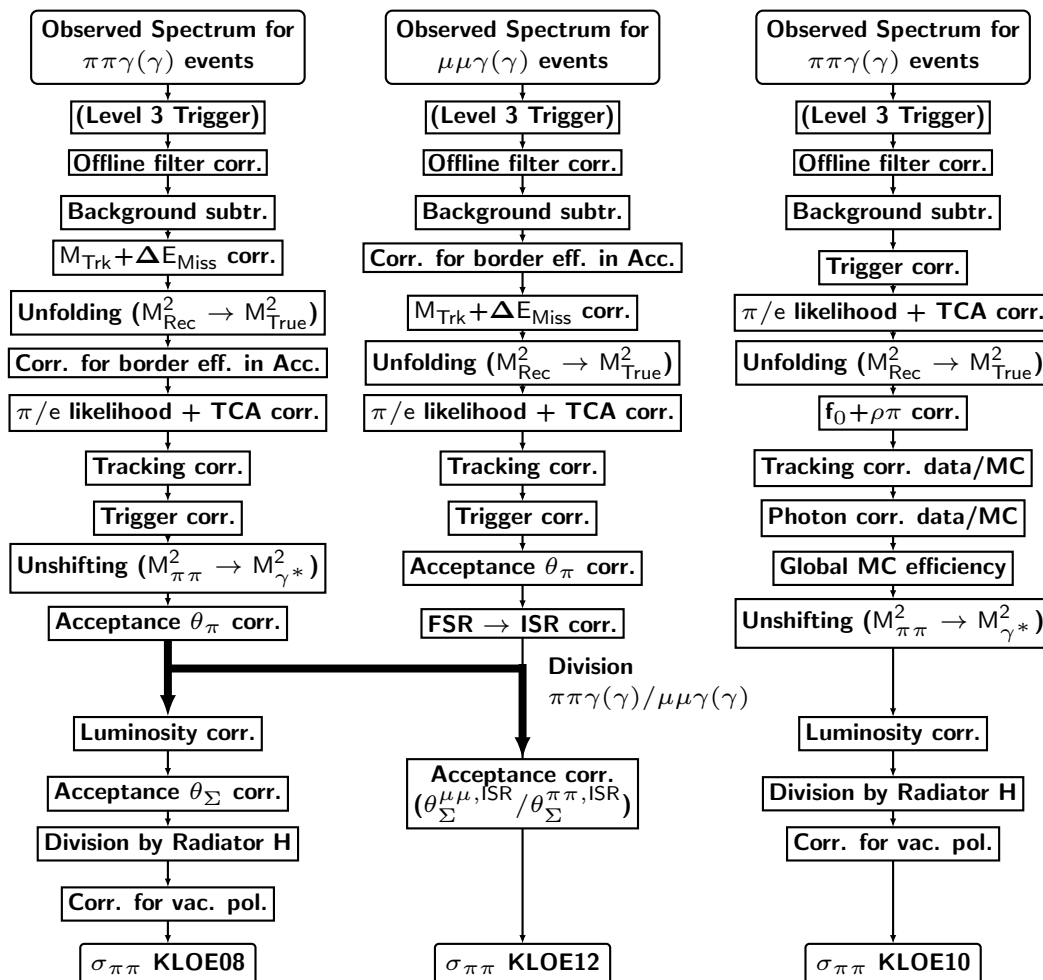 Observed Spectrum for
ππγ(γ) events
(Level 3 Trigger)
Offline filter corr.
Background subtr.
M_Trk+ΔE_Miss corr.
Unfolding (M²_Rec → M²_True)
Corr. for border eff. in Acc.
π/e likelihood + TCA corr.
Tracking corr.
Trigger corr.
Unshifting (M²_ππ → M²_γ*)
Acceptance θ_π corr.
Luminosity corr.
Acceptance θ_Σ corr.
Division by Radiator H
Corr. for vac. pol.
σ_ππ KLOE08
Observed Spectrum for
μμγ(γ) events
(Level 3 Trigger)
Offline filter corr.
Background subtr.
Corr. for border eff. in Acc.
M_Trk+ΔE_Miss corr.
Unfolding (M²_Rec → M²_True)
π/e likelihood + TCA corr.
Tracking corr.
Trigger corr.
Acceptance θ_π corr.
FSR → ISR corr.
Division
ππγ(γ)/μμγ(γ)
Acceptance corr.
(θ_Σ^μμ,ISR/θ_Σ^ππ,ISR)
σ_ππ KLOE12
Observed Spectrum for
ππγ(γ) events
(Level 3 Trigger)
Offline filter corr.
Background subtr.
Trigger corr.
π/e likelihood + TCA corr.
Unfolding (M²_Rec → M²_True)
f₀+ρπ corr.
Tracking corr. data/MC
Photon corr. data/MC
Global MC efficiency
Unshifting (M²_ππ → M²_γ*)
Luminosity corr.
Division by Radiator H
Corr. for vac. pol.
σ_ππ KLOE10